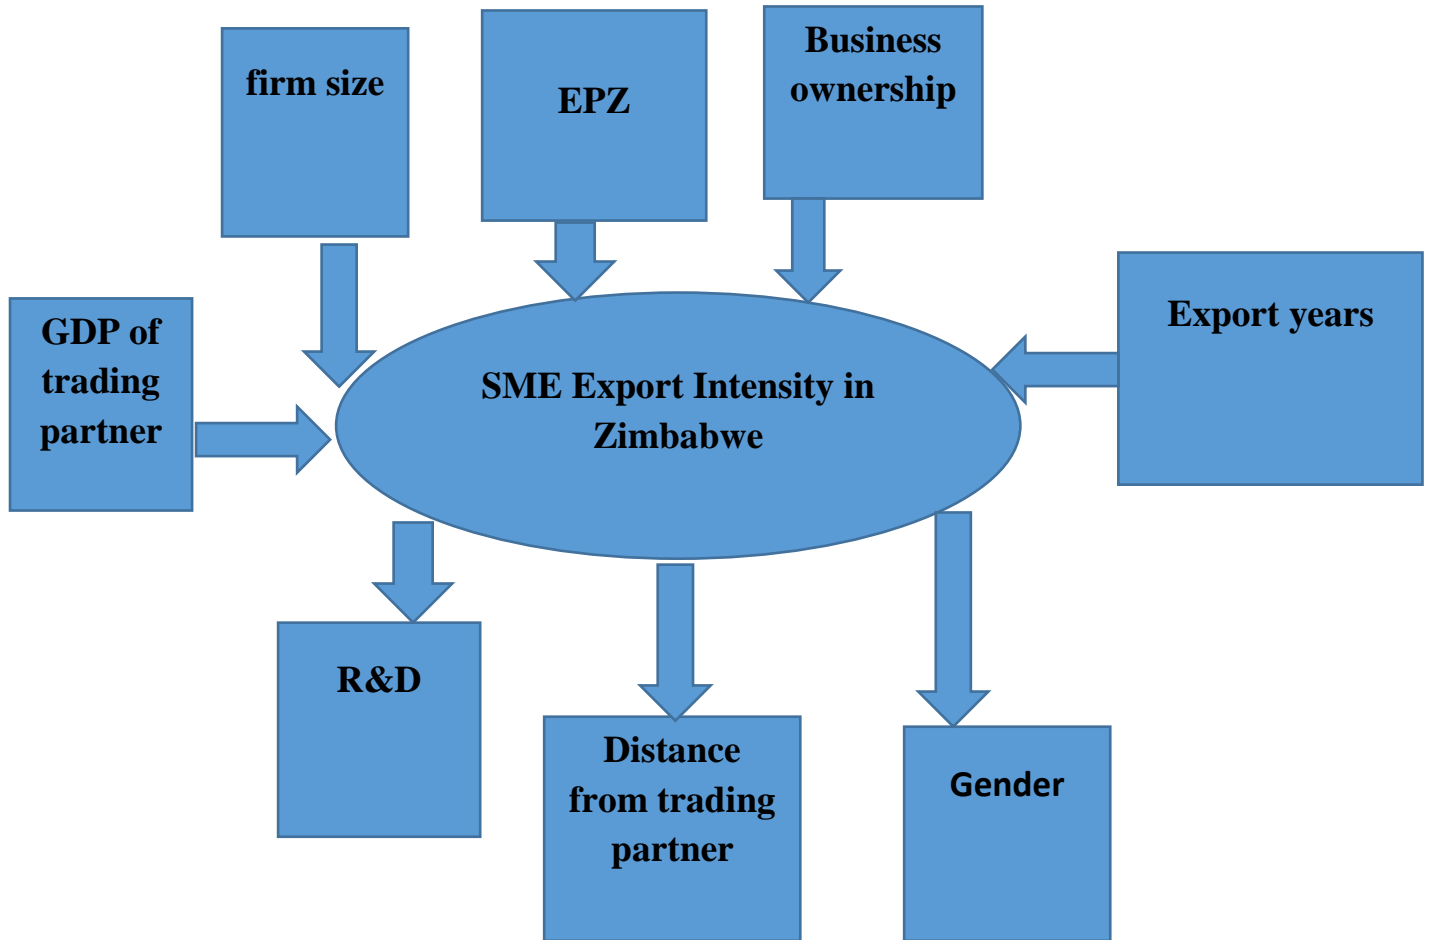 firm size
EPZ
Business
ownership
GDP of
trading
partner
SME Export Intensity in
Zimbabwe
Export years
R&D
Distance
from trading
partner
Gender